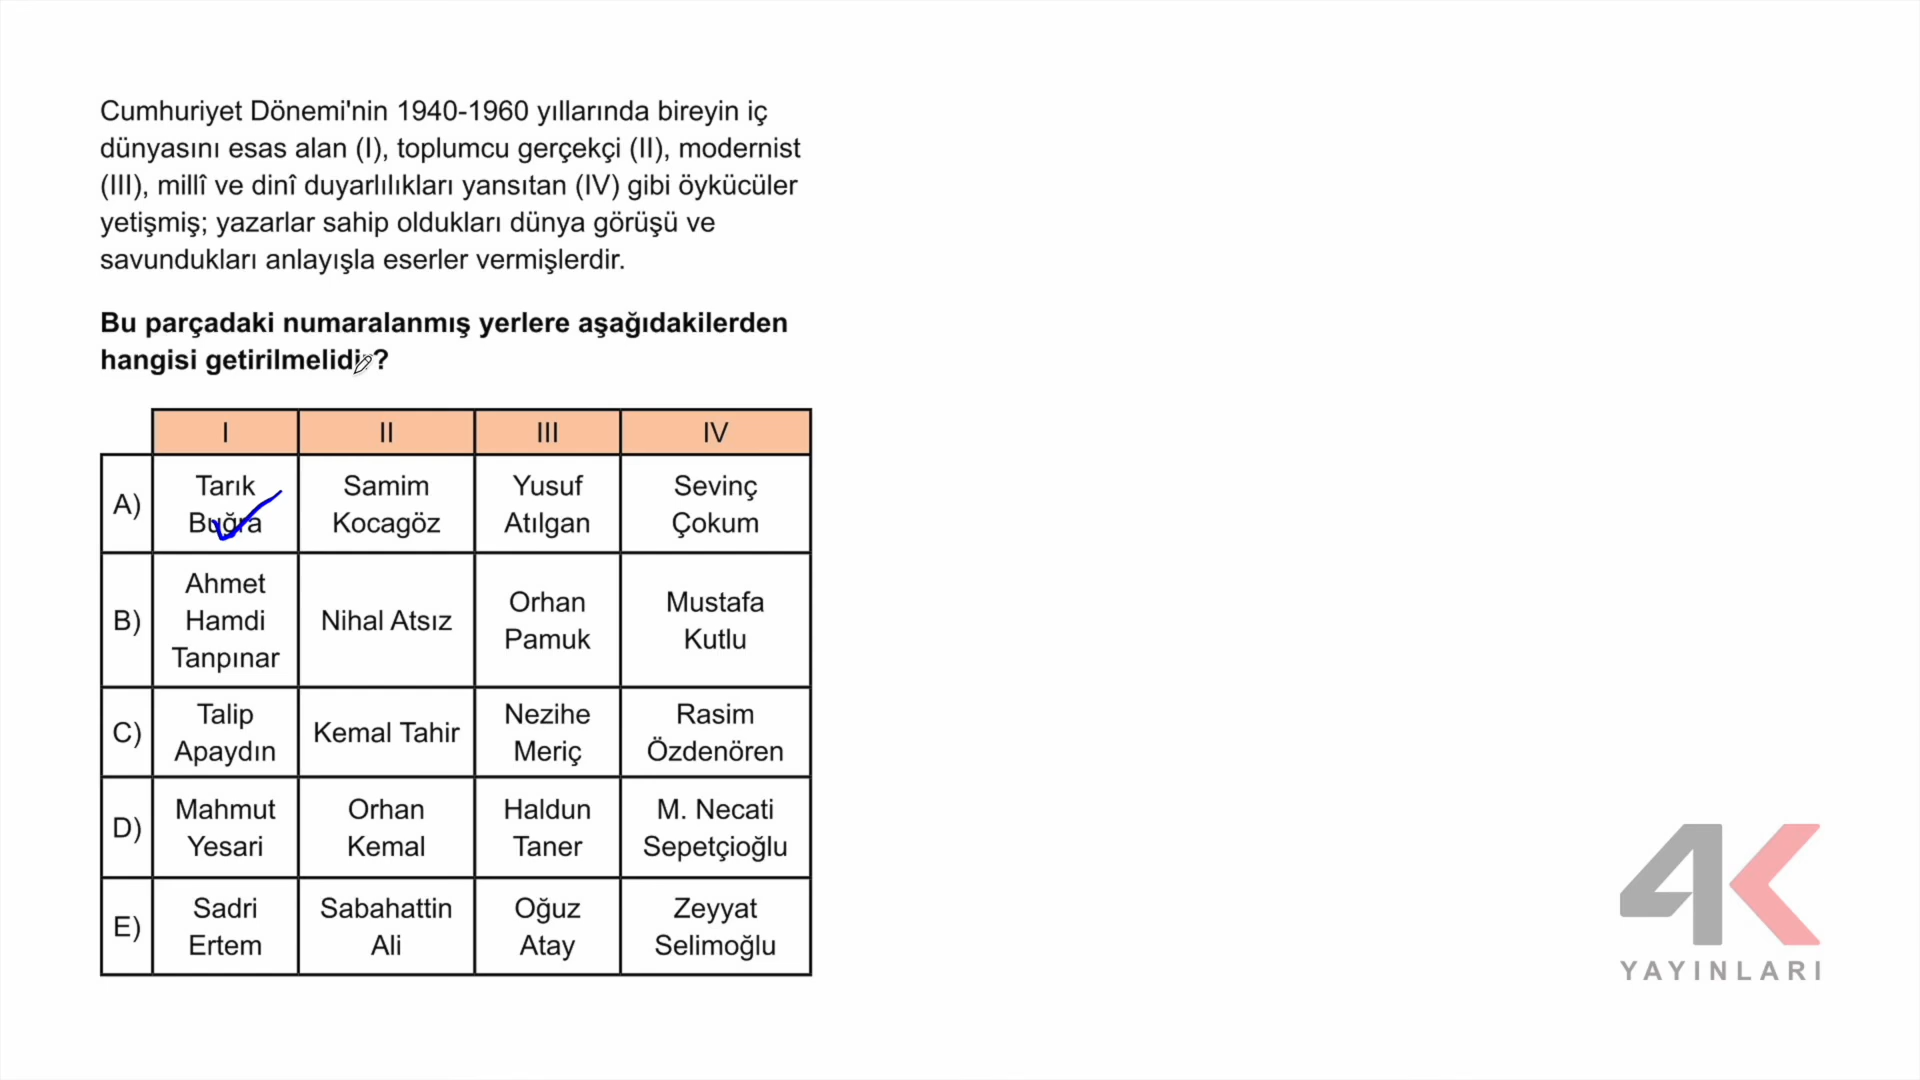 Cumhuriyet Dönemi'nin 1940-1960 yıllarında bireyin iç
dünyasını esas alan (I), toplumcu gerçekçi (II), modernist
(III), millî ve dinî duyarlılıkları yansıtan (IV) gibi öykücüler
yetişmiş; yazarlar sahip oldukları dünya görüşü ve
savundukları anlayışla eserler vermişlerdir.
Bu parçadaki numaralanmış yerlere aşağıdakilerden
hangisi getirilmelidir?
I II III IV
A) Tarık Buğra Samim Kocagöz Yusuf Atılgan Sevinç Çokum
B) Ahmet Hamdi Tanpınar Nihal Atsız Orhan Pamuk Mustafa Kutlu
C) Talip Apaydın Kemal Tahir Nezihe Meriç Rasim Özdenören
D) Mahmut Yesari Orhan Kemal Haldun Taner M. Necati Sepetçioğlu
E) Sadri Ertem Sabahattin Ali Oğuz Atay Zeyyat Selimoğlu
4K
YAYINLARI